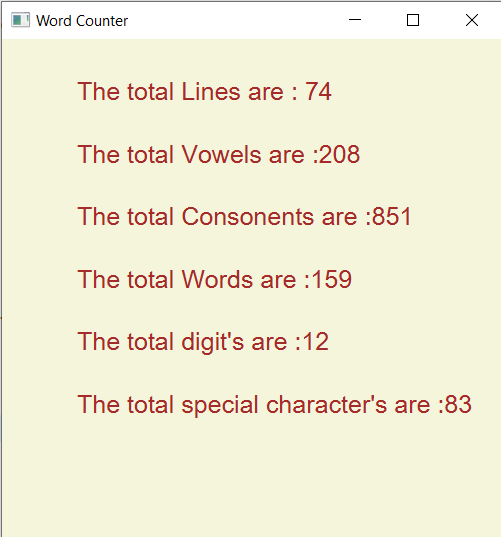 Word Counter
The total Lines are : 74
The total Vowels are :208
The total Consonents are :851
The total Words are :159
The total digit's are :12
The total special character's are :83